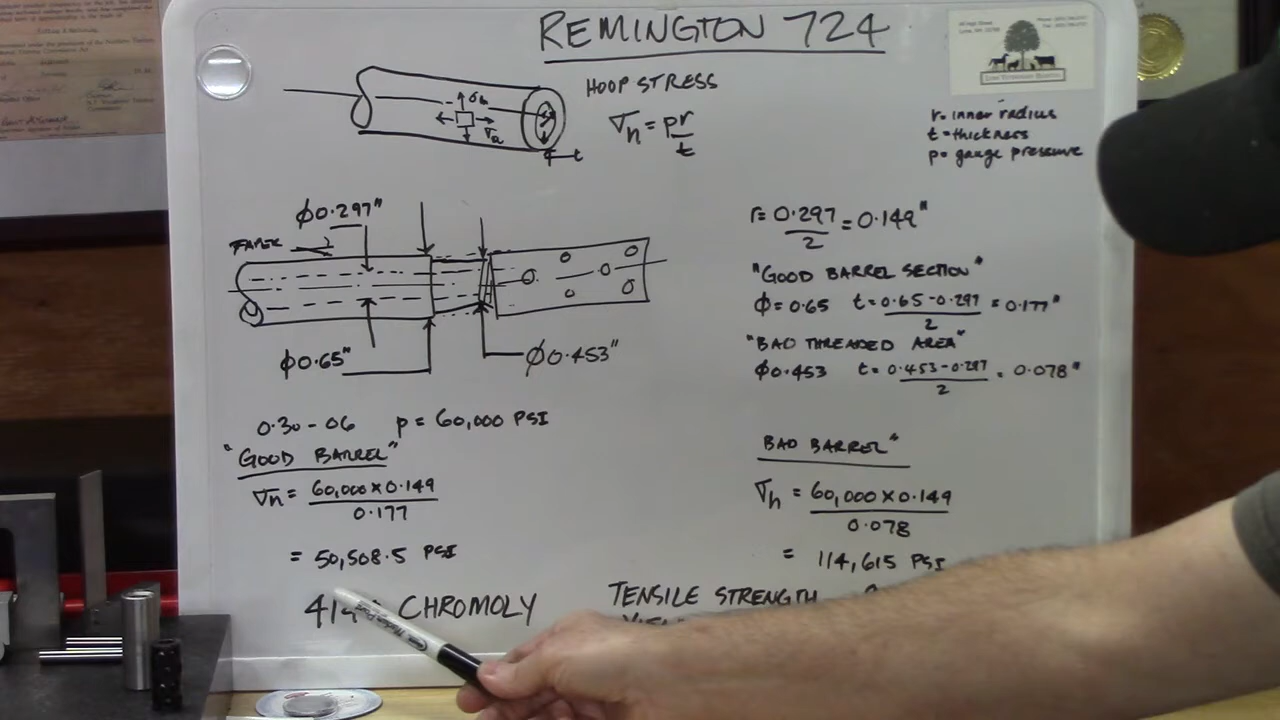 REMINGTON 724
HOOP STRESS
σh = pr
t
σh
σa
t
r= inner radius
t= thickness
p= gauge pressure
φ0.297"
TAPER
φ0.65"
φ0.453"
r= 0.297 = 0.149"
2
"GOOD BARREL SECTION"
φ=0.65 t= 0.65-0.297 = 0.177"
2
"BAD THREADED AREA"
φ0.453 t= 0.453-0.297 = 0.078"
2
0.30-06 p = 60,000 PSI
"GOOD BARREL"
σh = 60,000 × 0.149
0.177
= 50,508.5 PSI
BAD BARREL"
σh = 60,000 × 0.149
0.078
= 114,615 PSI
CHROMOLY
TENSILE STRENGTH